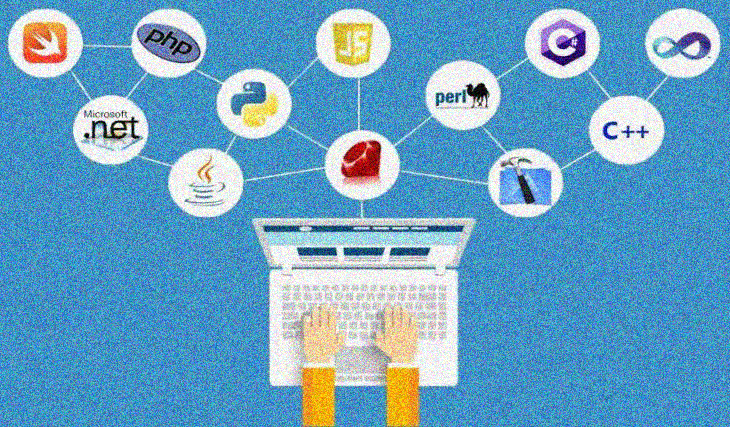 php
JS
C#
Microsoft
.net
perl
C++